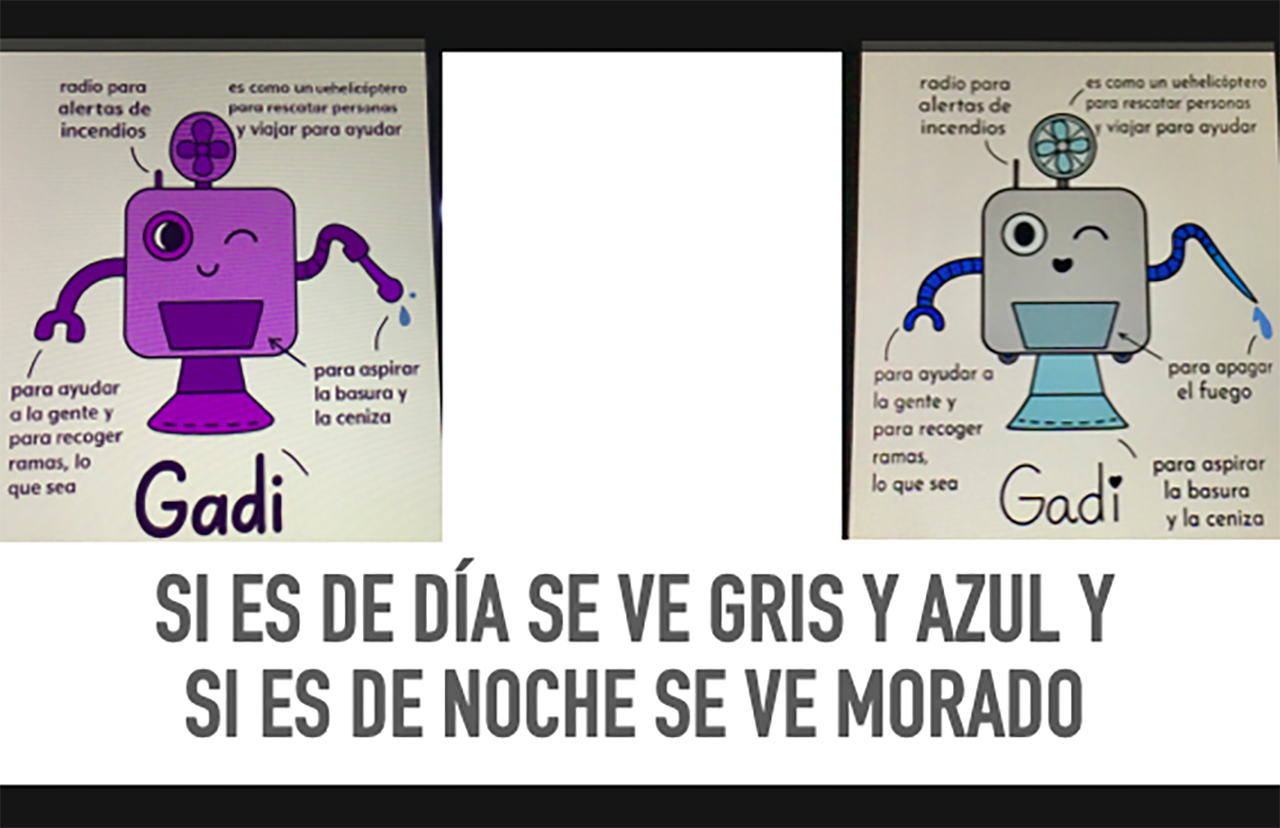 radio para
alertas de
incendios
es como un uehelicóptero
para rescatar personas
y viajar para ayudar
para ayudar
a la gente y
para recoger
ramas, lo
que sea
para aspirar
la basura y
la ceniza
Gadi
radio para
alertas de
incendios
es como un uehelicóptero
para rescatar personas
y viajar para ayudar
para ayudar a
la gente y
para recoger
ramas,
lo que sea
para apagar
el fuego
para aspirar
la basura
y la ceniza
Gadi
SI ES DE DÍA SE VE GRIS Y AZUL Y
SI ES DE NOCHE SE VE MORADO